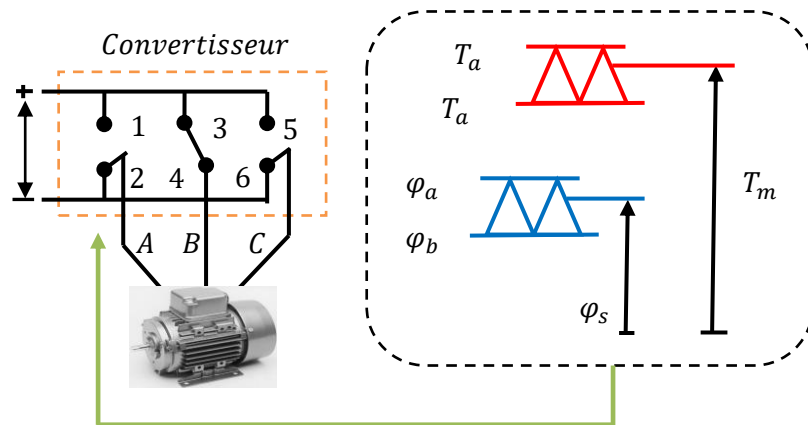 Convertisseur
+
1
3
5
2
4
6
−
A
B
C
T_a
T_a
T_m
φ_a
φ_b
φ_s